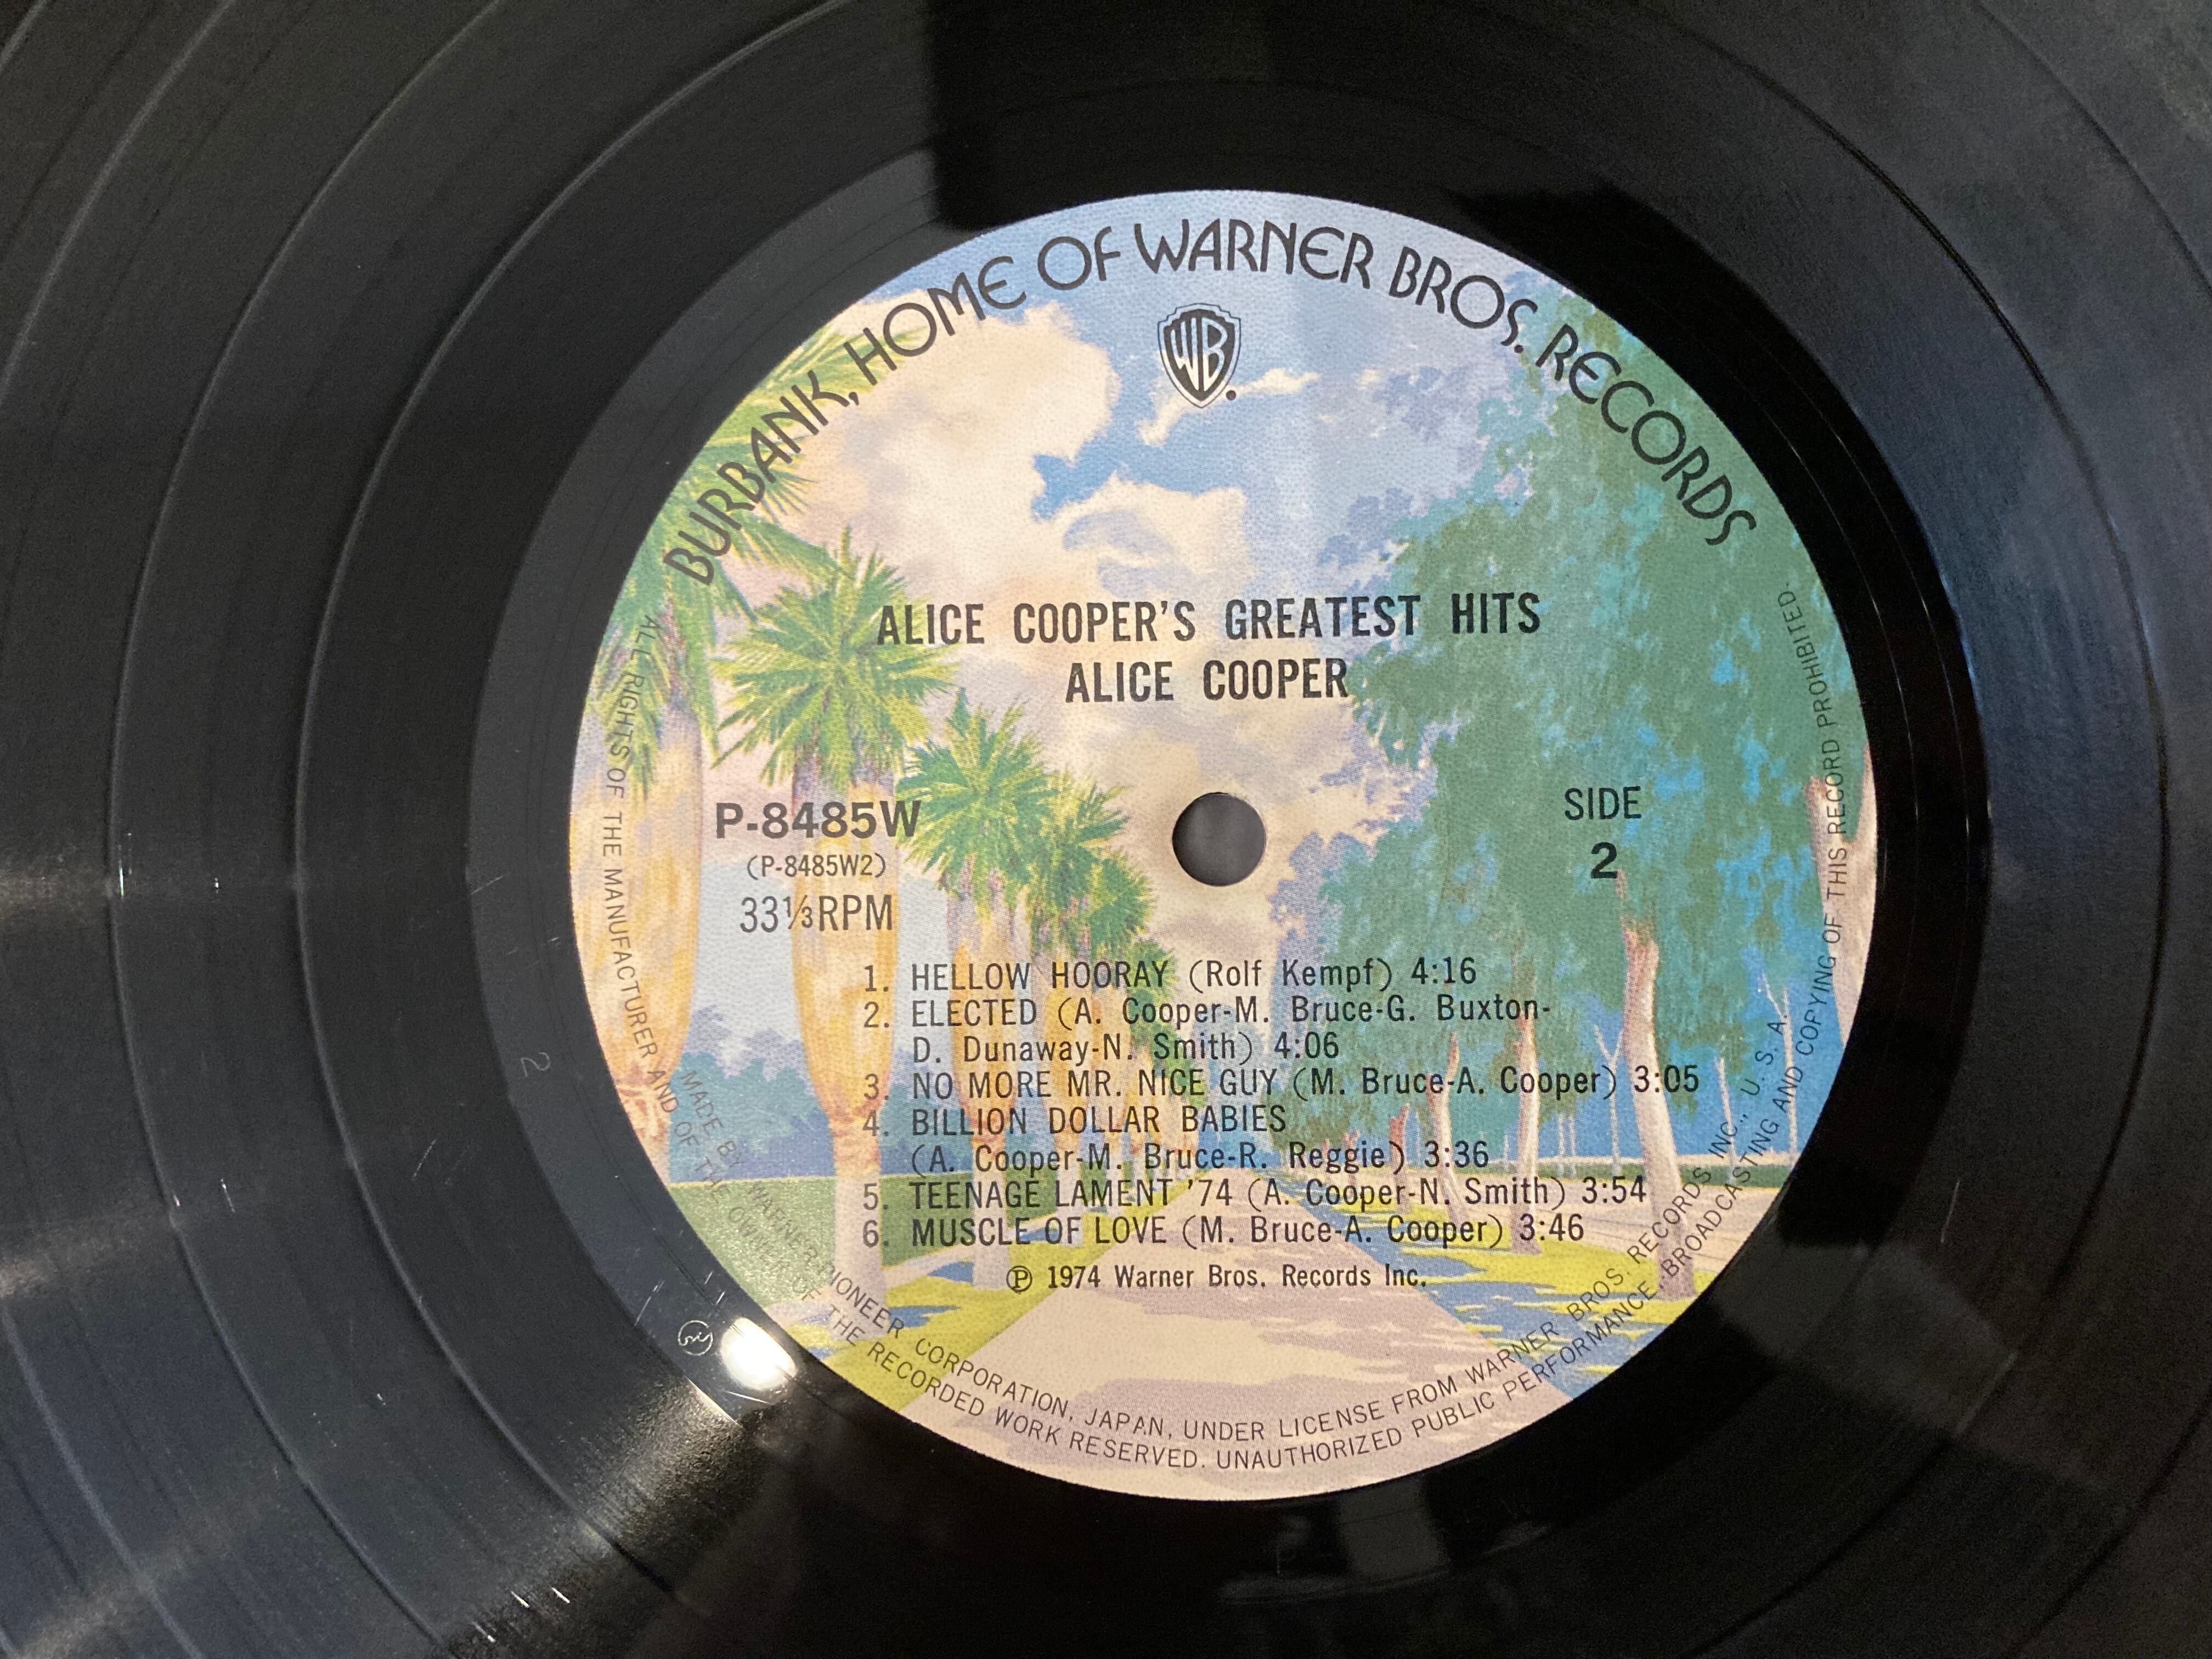 BURBANK, HOME OF WARNER BROS. RECORDS
WB
ALICE COOPER'S GREATEST HITS
ALICE COOPER
P-8485W
(P-8485W2)
33⅓RPM
SIDE
2
1. HELLOW HOORAY (Rolf Kempf) 4:16
2. ELECTED (A. Cooper-M. Bruce-G. Buxton-
D. Dunaway-N. Smith) 4:06
3. NO MORE MR. NICE GUY (M. Bruce-A. Cooper) 3:05
4. BILLION DOLLAR BABIES
(A. Cooper-M. Bruce-R. Reggie) 3:36
5. TEENAGE LAMENT '74 (A. Cooper-N. Smith) 3:54
6. MUSCLE OF LOVE (M. Bruce-A. Cooper) 3:46
℗ 1974 Warner Bros. Records Inc.
MADE BY WARNER PIONEER CORPORATION, JAPAN, UNDER LICENSE FROM WARNER BROS. RECORDS INC., U. S. A.
ALL RIGHTS OF THE MANUFACTURER AND OF THE OWNER OF THE RECORDED WORK RESERVED. UNAUTHORIZED PUBLIC PERFORMANCE, BROADCASTING AND COPYING OF THIS RECORD PROHIBITED.
2